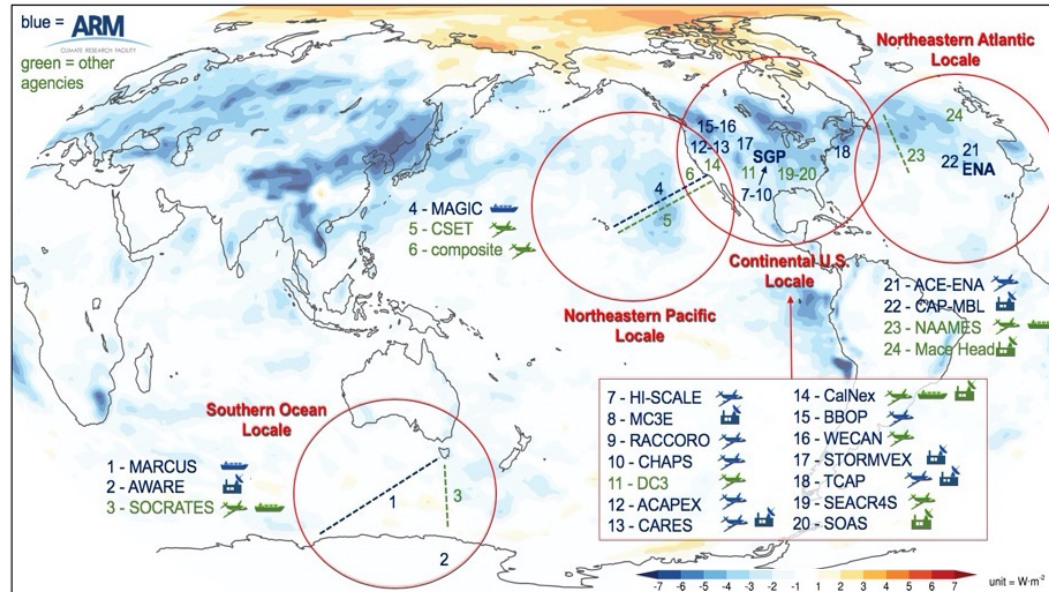 blue = ARM
CLIMATE RESEARCH FACILITY
green = other
agencies
Northeastern Atlantic
Locale
24
15-16
12-13
17
SGP
18
14
11
19-20
6
7-10
23
21
22
ENA
4
5
4 - MAGIC
5 - CSET
6 - composite
Continental U.S.
Locale
Northeastern Pacific
Locale
21 - ACE-ENA
22 - CAP-MBL
23 - NAAMES
24 - Mace Head
Southern Ocean
Locale
1 - MARCUS
2 - AWARE
3 - SOCRATES
1
3
2
7 - HI-SCALE
8 - MC3E
9 - RACCORO
10 - CHAPS
11 - DC3
12 - ACAPEX
13 - CARES
14 - CalNex
15 - BBOP
16 - WECAN
17 - STORMVEX
18 - TCAP
19 - SEACR4S
20 - SOAS
-7 -6 -5 -4 -3 -2 -1 1 2 3 4 5 6 7
unit = W·m⁻²